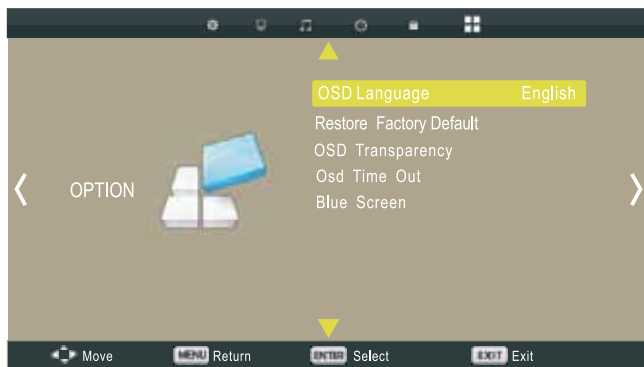 OSD Language English
Restore Factory Default
OSD Transparency
OPTION
Osd Time Out
Blue Screen
Move MENU Return ENTER Select EXIT Exit